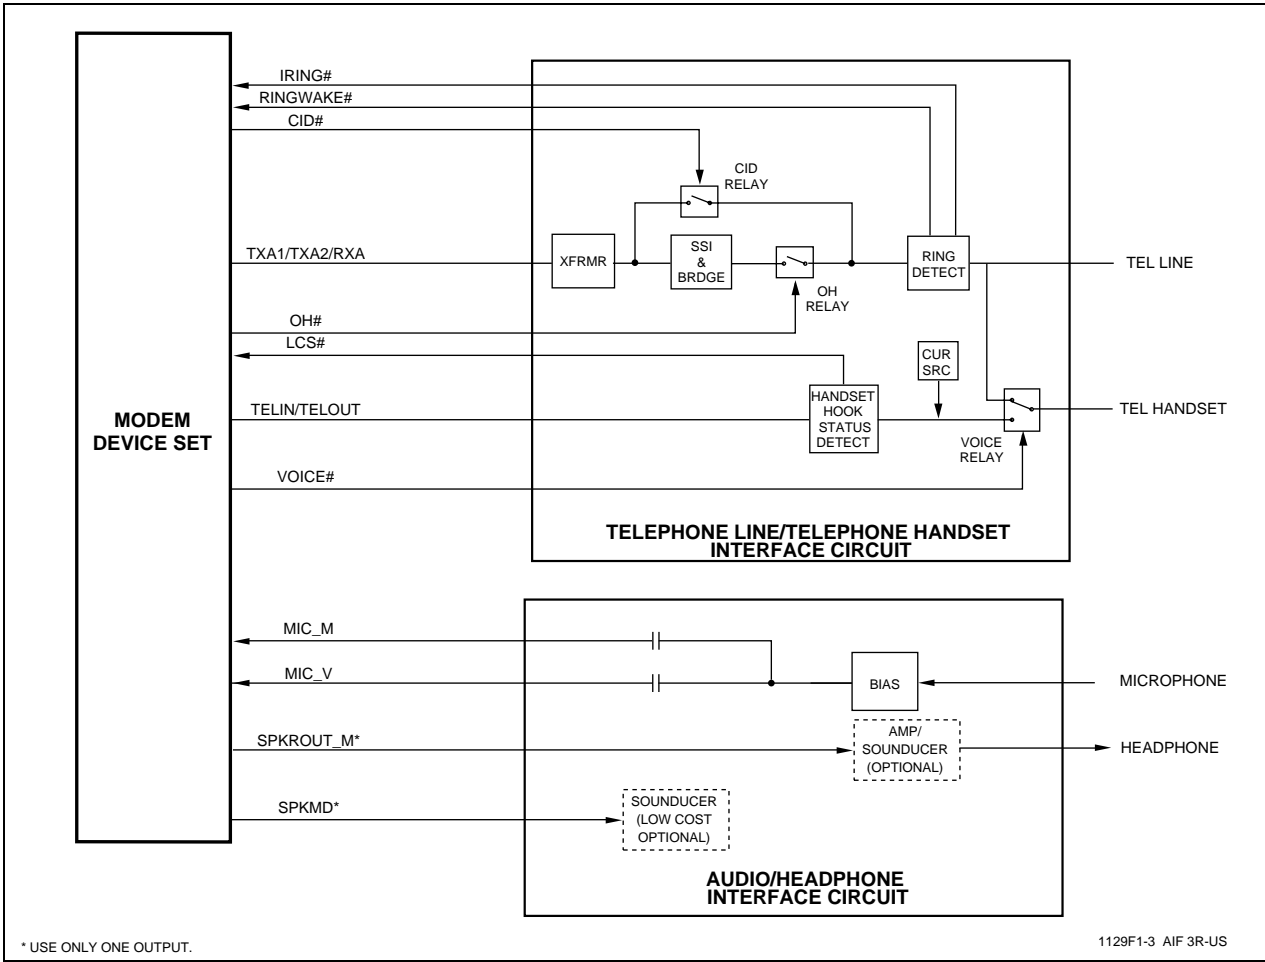 IRING#
RINGWAKE#
CID#
CID
RELAY
TXA1/TXA2/RXA
XFRMR
SSI
&
BRDGE
OH
RELAY
RING
DETECT
TEL LINE
OH#
LCS#
CUR
SRC
MODEM
DEVICE SET
TELIN/TELOUT
HANDSET
HOOK
STATUS
DETECT
VOICE
RELAY
TEL HANDSET
VOICE#
TELEPHONE LINE/TELEPHONE HANDSET
INTERFACE CIRCUIT
MIC_M
MIC_V
BIAS
MICROPHONE
SPKROUT_M*
AMP/
SOUNDUCER
(OPTIONAL)
HEADPHONE
SPKMD*
SOUNDUCER
(LOW COST
OPTIONAL)
AUDIO/HEADPHONE
INTERFACE CIRCUIT
* USE ONLY ONE OUTPUT.
1129F1-3 AIF 3R-US